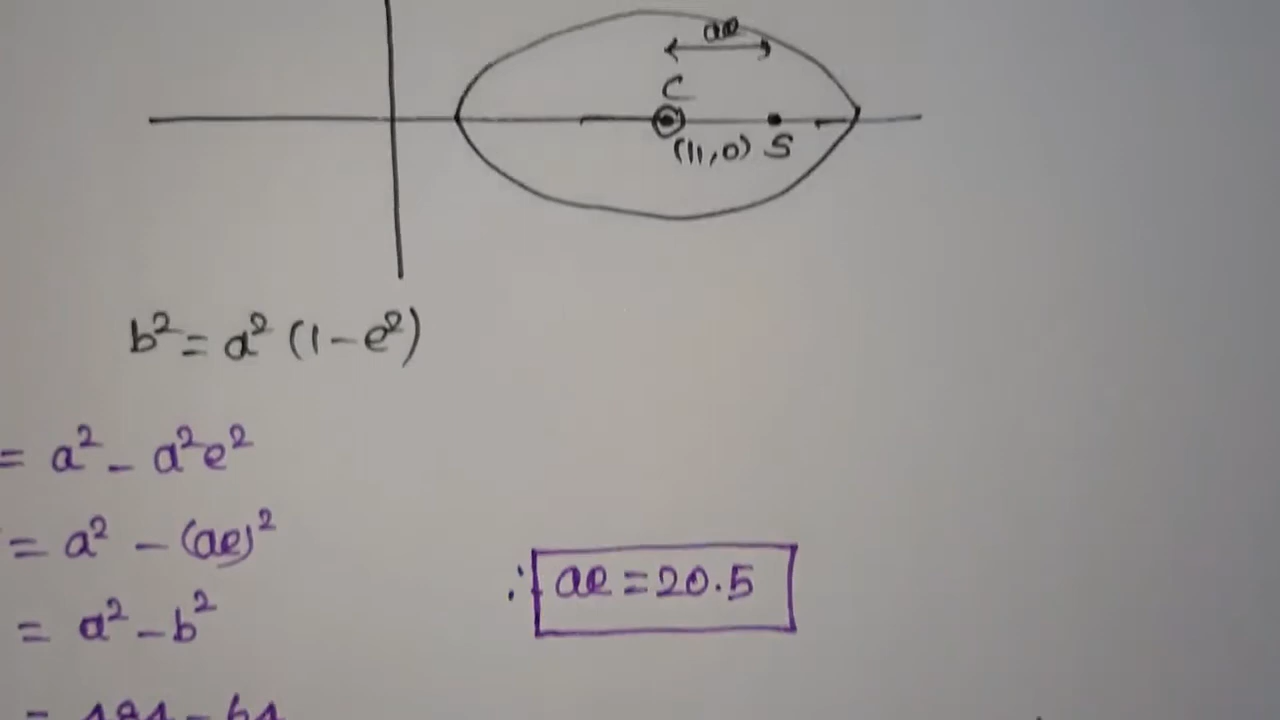 ae
C
(11,0) S
b² = a² (1 - e²)
= a² - a²e²
= a² - (ae)²
= a² - b²
∴ ae = 20.5